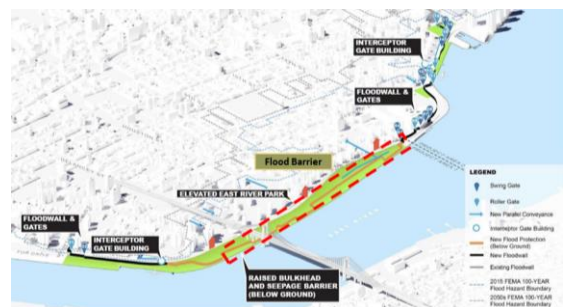 INTERCEPTOR
GATE BUILDING
FLOODWALL &
GATES
Flood Barrier
ELEVATED EAST RIVER PARK
FLOODWALL &
GATES
INTERCEPTOR
GATE BUILDING
RAISED BULKHEAD
AND SEEPAGE BARRIER
(BELOW GROUND)
LEGEND
Swing Gate
Roller Gate
New Parallel Conveyance
Interceptor Gate Building
New Flood Protection
(Below Ground)
New Floodwall
Existing Floodwall
2015 FEMA 100-YEAR
Flood Hazard Boundary
2050s FEMA 100-YEAR
Flood Hazard Boundary